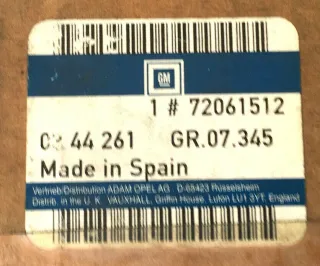 GM
1 # 72061512
44 261 GR.07.345
Made in Spain
Vertrieb/Distribution ADAM OPEL AG D-65423 Rüsselsheim
Distrib. in the U. K. VAUXHALL, Griffin House, Luton LU1 3YT, England